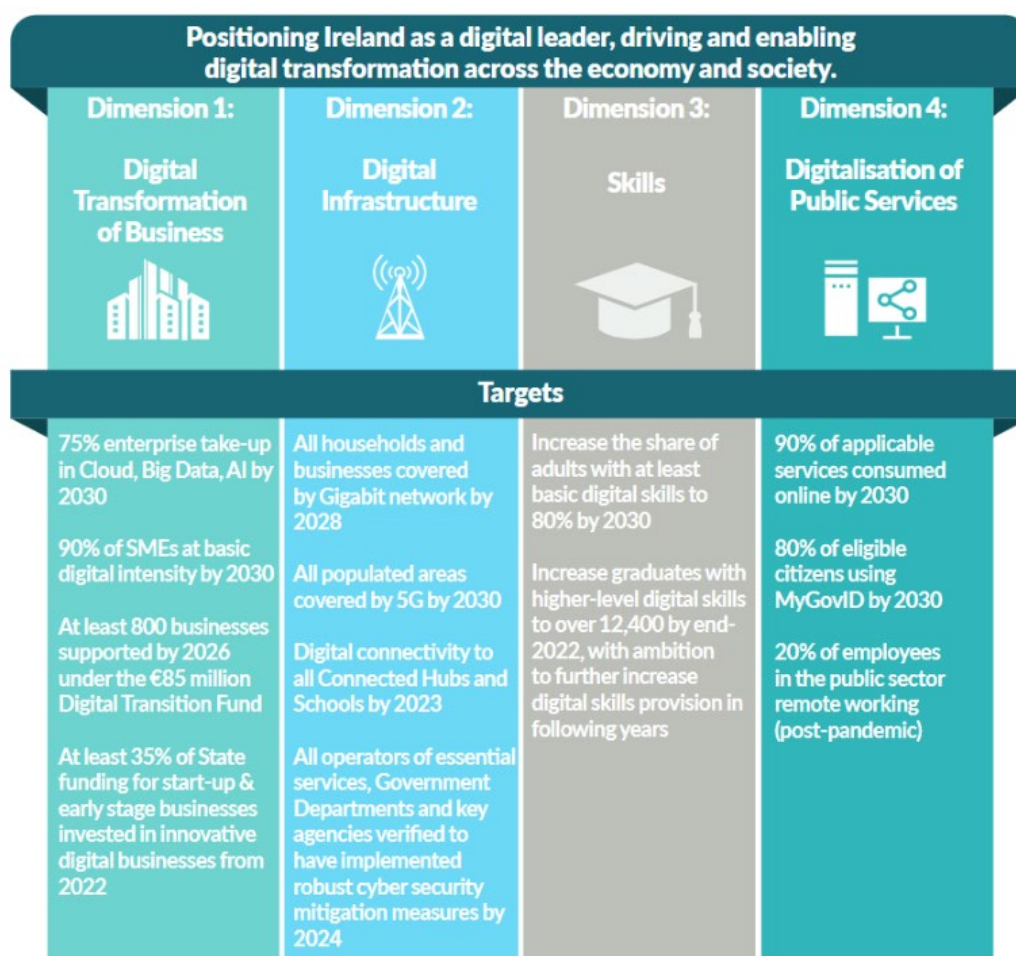 Positioning Ireland as a digital leader, driving and enabling
digital transformation across the economy and society.
Dimension 1:
Digital
Transformation
of Business
Dimension 2:
Digital
Infrastructure
Dimension 3:
Skills
Dimension 4:
Digitalisation of
Public Services
Targets
75% enterprise take-up
in Cloud, Big Data, AI by
2030
90% of SMEs at basic
digital intensity by 2030
At least 800 businesses
supported by 2026
under the €85 million
Digital Transition Fund
At least 35% of State
funding for start-up &
early stage businesses
invested in innovative
digital businesses from
2022
All households and
businesses covered
by Gigabit network by
2028
All populated areas
covered by 5G by 2030
Digital connectivity to
all Connected Hubs and
Schools by 2023
All operators of essential
services, Government
Departments and key
agencies verified to
have implemented
robust cyber security
mitigation measures by
2024
Increase the share of
adults with at least
basic digital skills to
80% by 2030
Increase graduates with
higher-level digital skills
to over 12,400 by end-
2022, with ambition
to further increase
digital skills provision in
following years
90% of applicable
services consumed
online by 2030
80% of eligible
citizens using
MyGovID by 2030
20% of employees
in the public sector
remote working
(post-pandemic)